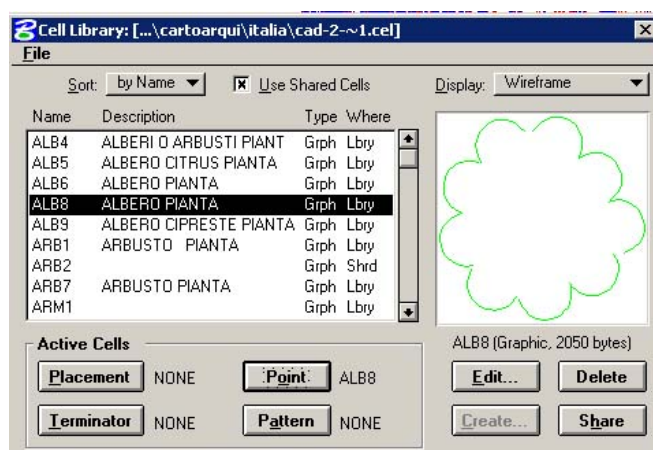 Cell Library: [...\cartoarqui\italia\cad-2-~1.cel]
File
Sort: by Name Use Shared Cells Display: Wireframe
Name Description Type Where
ALB4 ALBERI O ARBUSTI PIANT Grph Lbry
ALB5 ALBERO CITRUS PIANTA Grph Lbry
ALB6 ALBERO PIANTA Grph Lbry
ALB8 ALBERO PIANTA Grph Lbry
ALB9 ALBERO CIPRESTE PIANTA Grph Lbry
ARB1 ARBUSTO PIANTA Grph Lbry
ARB2 Grph Shrd
ARB7 ARBUSTO PIANTA Grph Lbry
ARM1 Grph Lbry
ALB8 (Graphic, 2050 bytes)
Active Cells
Placement NONE Point ALB8 Edit... Delete
Terminator NONE Pattern NONE Create... Share